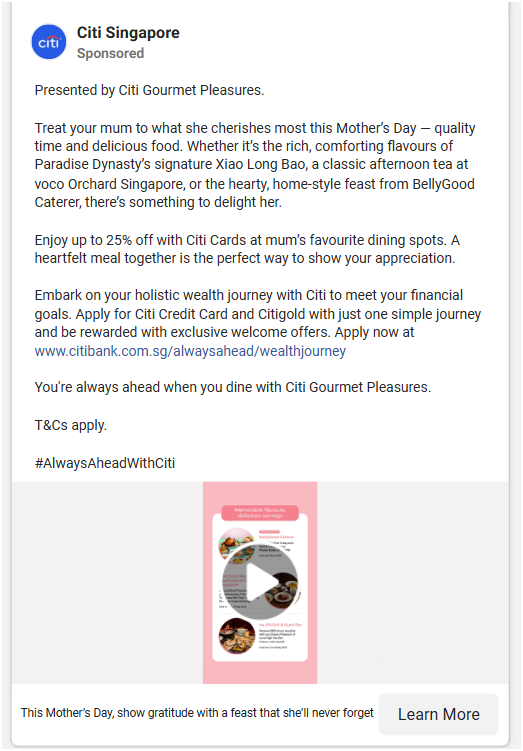 citi
Citi Singapore
Sponsored
Presented by Citi Gourmet Pleasures.
Treat your mum to what she cherishes most this Mother’s Day — quality
time and delicious food. Whether it’s the rich, comforting flavours of
Paradise Dynasty’s signature Xiao Long Bao, a classic afternoon tea at
voco Orchard Singapore, or the hearty, home-style feast from BellyGood
Caterer, there’s something to delight her.
Enjoy up to 25% off with Citi Cards at mum’s favourite dining spots. A
heartfelt meal together is the perfect way to show your appreciation.
Embark on your holistic wealth journey with Citi to meet your financial
goals. Apply for Citi Credit Card and Citigold with just one simple journey
and be rewarded with exclusive welcome offers. Apply now at
www.citibank.com.sg/alwaysahead/wealthjourney
You're always ahead when you dine with Citi Gourmet Pleasures.
T&Cs apply.
#AlwaysAheadWithCiti
Memorable flavours,
delicious savings
This Mother’s Day, show gratitude with a feast that she’ll never forget
Learn More